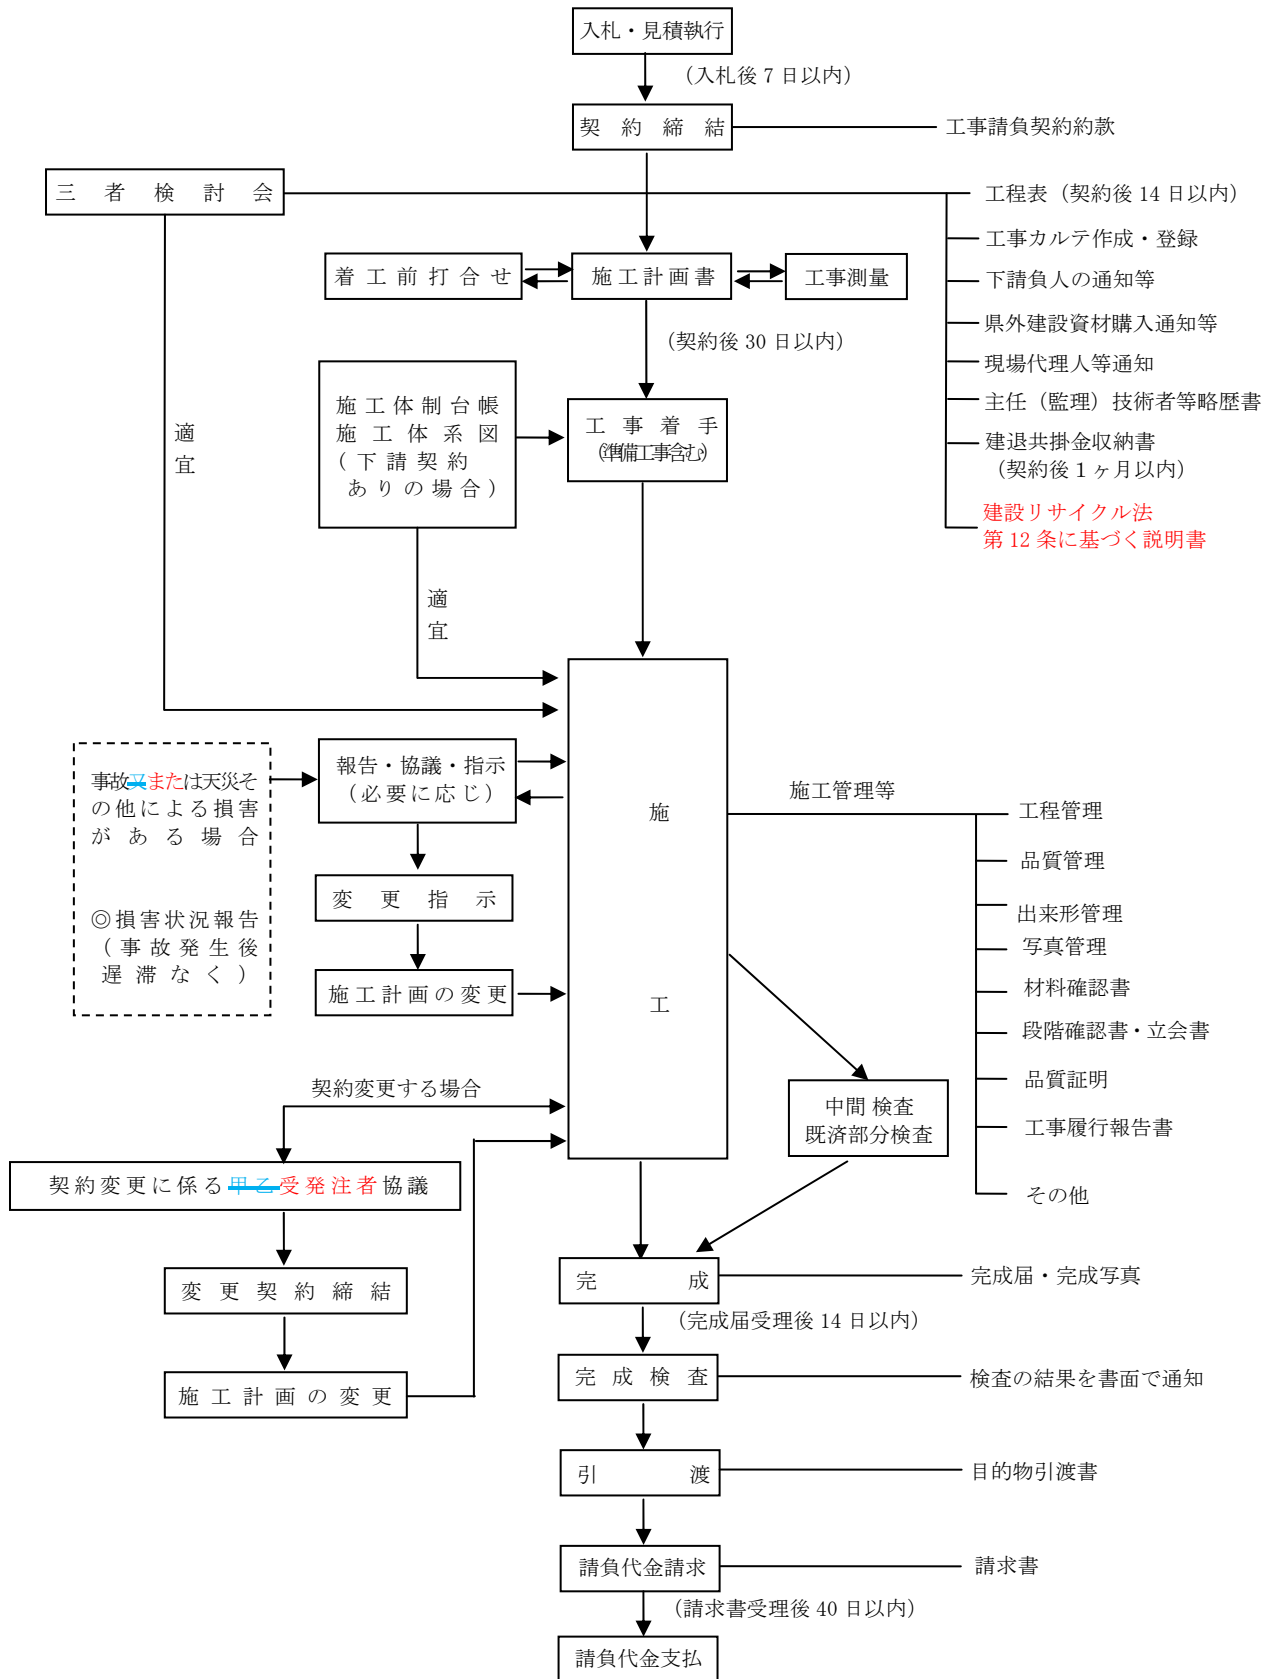 入札・見積執行
（入札後 7 日以内）
契約締結
工事請負契約約款
三者検討会
工程表（契約後 14 日以内）
工事カルテ作成・登録
下請負人の通知等
県外建設資材購入通知等
現場代理人等通知
主任（監理）技術者等略歴書
建退共掛金収納書
（契約後１ヶ月以内）
建設リサイクル法
第 12 条に基づく説明書
着工前打合せ
施工計画書
工事測量
（契約後 30 日以内）
施工体制台帳
施工体系図
（下請契約
ありの場合）
工事着手
（準備工事含む）
適宜
適宜
施工
事故又または天災そ
の他による損害
がある場合
◎損害状況報告
（事故発生後
遅滞なく）
報告・協議・指示
（必要に応じ）
変更指示
施工計画の変更
施工管理等
工程管理
品質管理
出来形管理
写真管理
材料確認書
段階確認書・立会書
品質証明
工事履行報告書
その他
中間 検査
既済部分検査
契約変更する場合
契約変更に係る甲乙受発注者協議
変更契約締結
施工計画の変更
完成
完成届・完成写真
（完成届受理後 14 日以内）
完成検査
検査の結果を書面で通知
引渡
目的物引渡書
請負代金請求
請求書
（請求書受理後 40 日以内）
請負代金支払